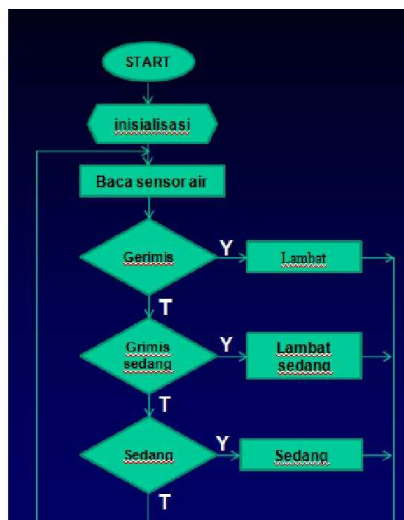 START
inisialisasi
Baca sensor air
Gerimis
Y
Lambat
T
Grimis
sedang
Y
Lambat
sedang
T
Sedang
Y
Sedang
T